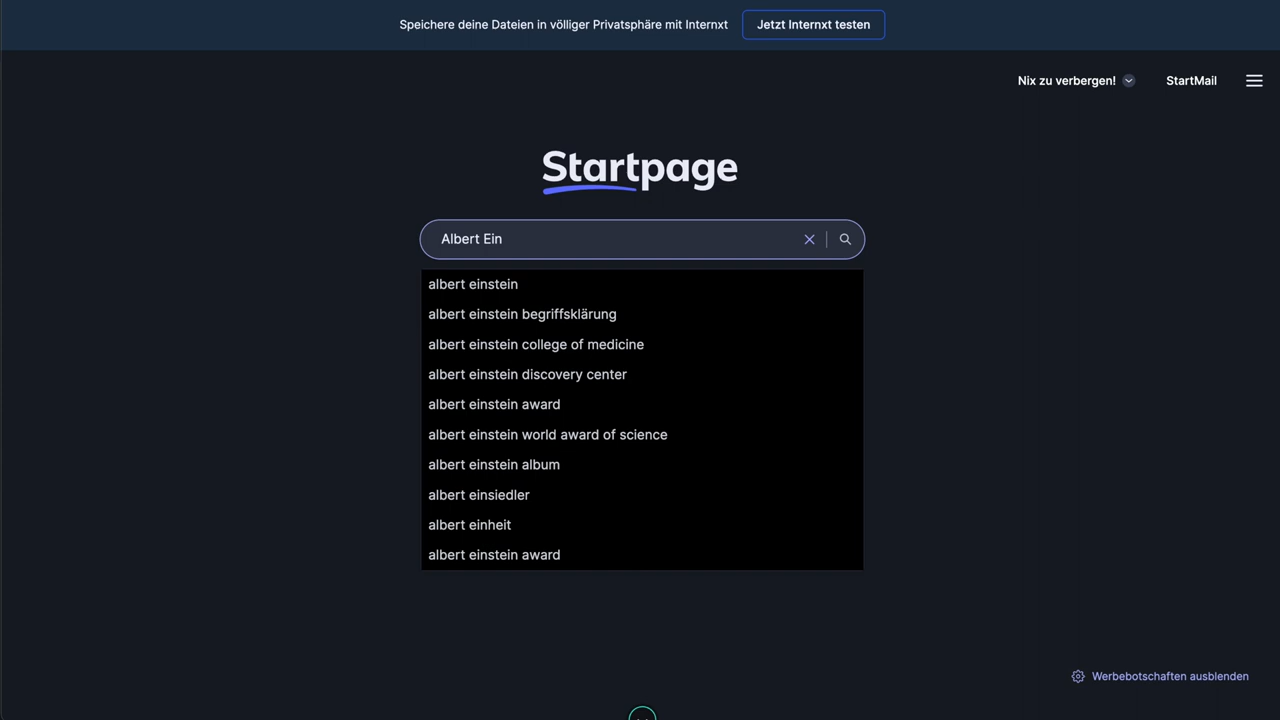 Speichere deine Dateien in völliger Privatsphäre mit Internxt Jetzt Internxt testen
Nix zu verbergen! StartMail
Startpage
Albert Ein
albert einstein
albert einstein begriffsklärung
albert einstein college of medicine
albert einstein discovery center
albert einstein award
albert einstein world award of science
albert einstein album
albert einsiedler
albert einheit
albert einstein award
Werbebotschaften ausblenden